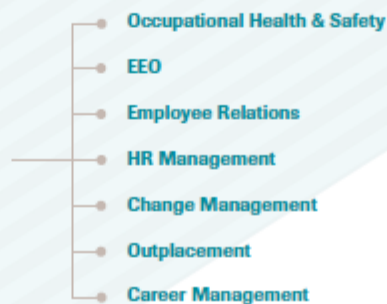 Occupational Health & Safety
EEO
Employee Relations
HR Management
Change Management
Outplacement
Career Management